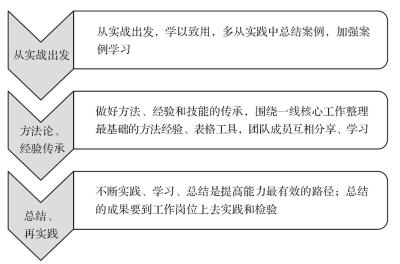 从实战出发
从实战出发，学以致用，多从实践中总结案例，加强案
例学习
方法论、
经验传承
做好方法、经验和技能的传承，围绕一线核心工作整理
最基础的方法经验、表格工具，团队成员互相分享、学习
总结、
再实践
不断实践、学习、总结是提高能力最有效的路径；总结
的成果要到工作岗位上去实践和检验